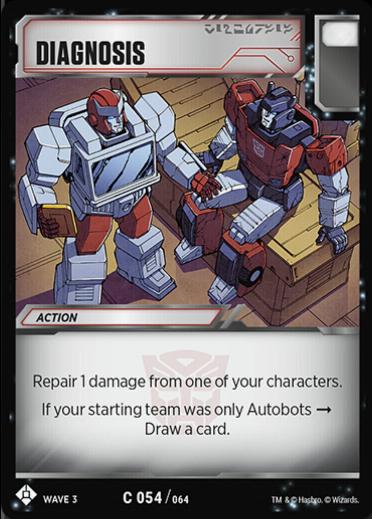 DIAGNOSIS
ACTION
Repair 1 damage from one of your characters.
If your starting team was only Autobots →
Draw a card.
WAVE 3
C 054/064
TM & © Hasbro. © Wizards.